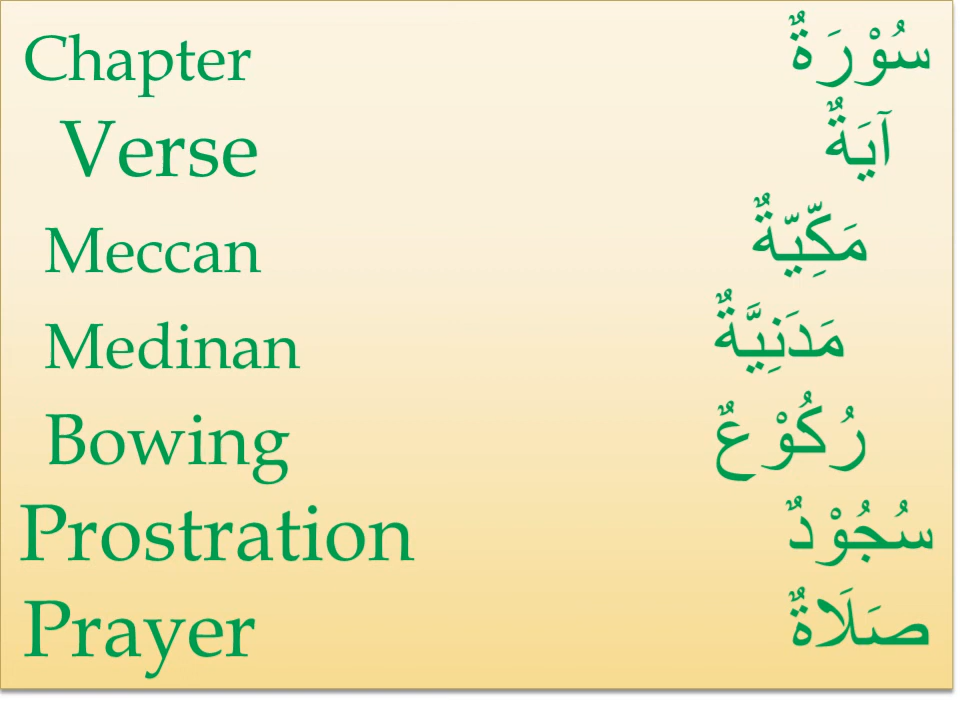 Chapter سُوْرَةٌ
Verse آيَةٌ
Meccan مَكِّيّةٌ
Medinan مَدَنِيَّةٌ
Bowing رُكُوْعٌ
Prostration سُجُوْدٌ
Prayer صَلَاةٌ